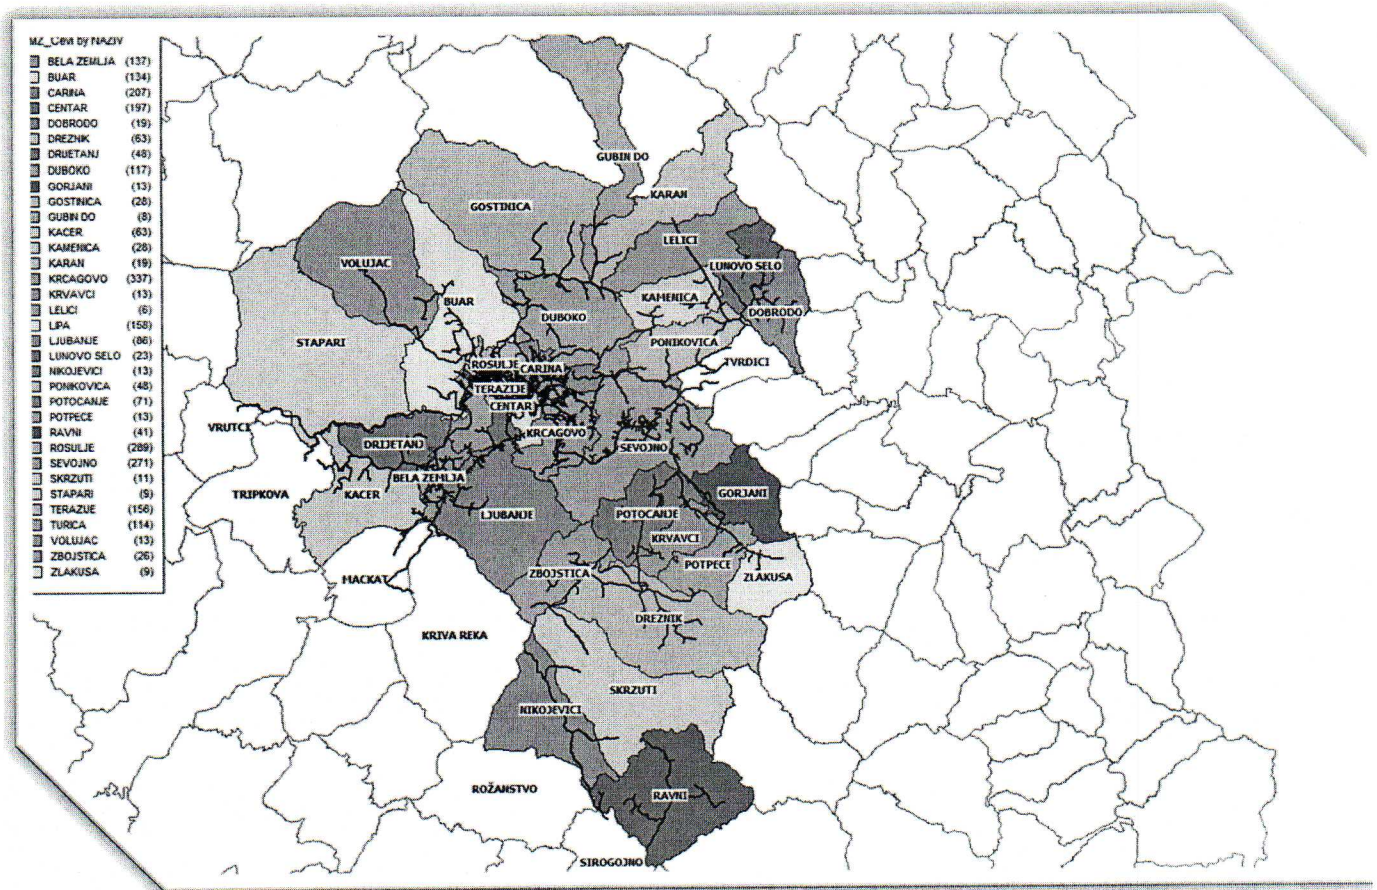 MZ_Cevi by NAZIV
BELA ZEMLJA (137)
BUAR (134)
CARINA (207)
CENTAR (197)
DOBRODO (19)
DREZNIK (63)
DRIJETANJ (48)
DUBOKO (117)
GORJANI (13)
GOSTINICA (28)
GUBIN DO (8)
KACER (63)
KAMENICA (28)
KARAN (19)
KRCAGOVO (337)
KRVAVCI (13)
LELICI (6)
LIPA (158)
LJUBANJE (86)
LUNOVO SELO (23)
NIKOJEVICI (13)
PONIKOVICA (48)
POTOCANJE (71)
POTPECE (13)
RAVNI (41)
ROSULJE (289)
SEVOJNO (271)
SKRZUTI (11)
STAPARI (9)
TERAZIJE (156)
TURICA (114)
VOLUJAC (13)
ZBOJSTICA (26)
ZLAKUSA (9)
GUBIN DO
KARAN
GOSTINICA
LELICI
VOLUJAC
LUNOVO SELO
BUAR
KAMENICA
DUBOKO
DOBRODO
STAPARI
PONIKOVICA
ROSULJE
CARINA
TVRDICI
TERAZIJE
CENTAR
VRUTCI
KRCAGOVO
DRIJETANJ
SEVOJNO
BELA ZEMLJA
TRIPKOVA
KACER
GORJANI
LJUBANJE
POTOCANJE
KRVAVCI
POTPECE
MACKAT
ZBOJSTICA
ZLAKUSA
DREZNIK
KRIVA REKA
SKRZUTI
NIKOJEVICI
ROŽANSTVO
RAVNI
SIROGOJNO